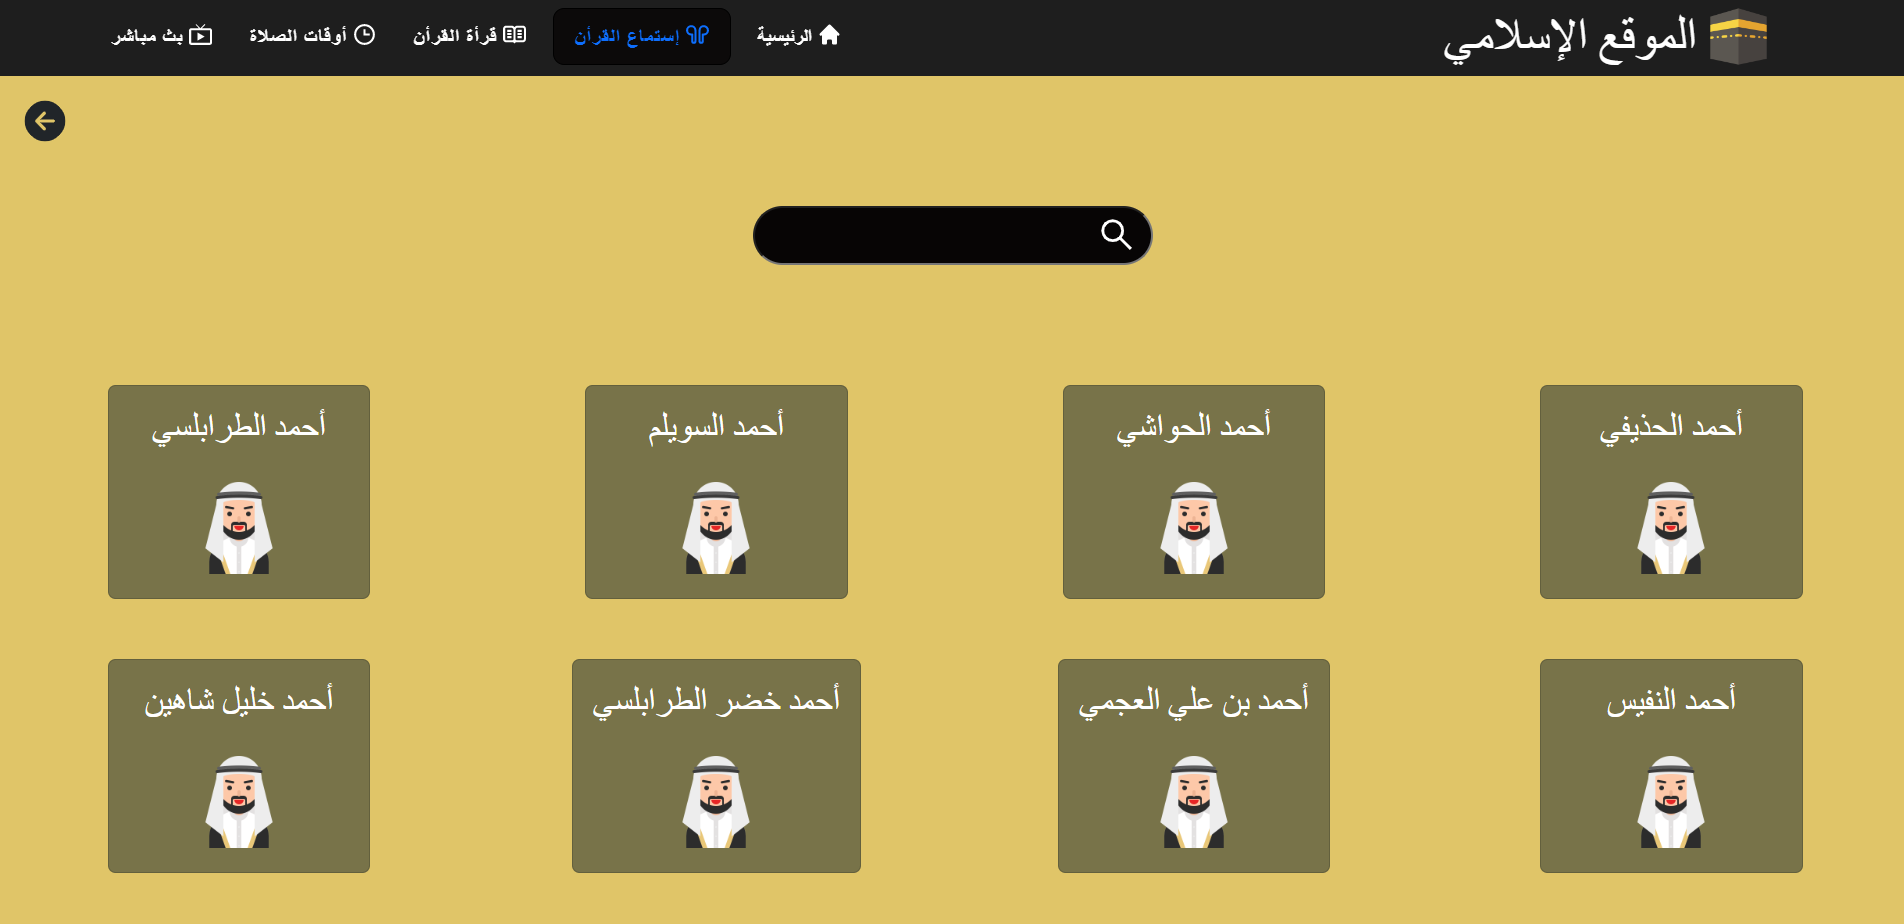 الموقع الإسلامي
الرئيسية
إستماع القرأن
قرأة القرأن
أوقات الصلاة
بث مباشر
أحمد الحذيفي
أحمد الحواشي
أحمد السويلم
أحمد الطرابلسي
أحمد النفيس
أحمد بن علي العجمي
أحمد خضر الطرابلسي
أحمد خليل شاهين